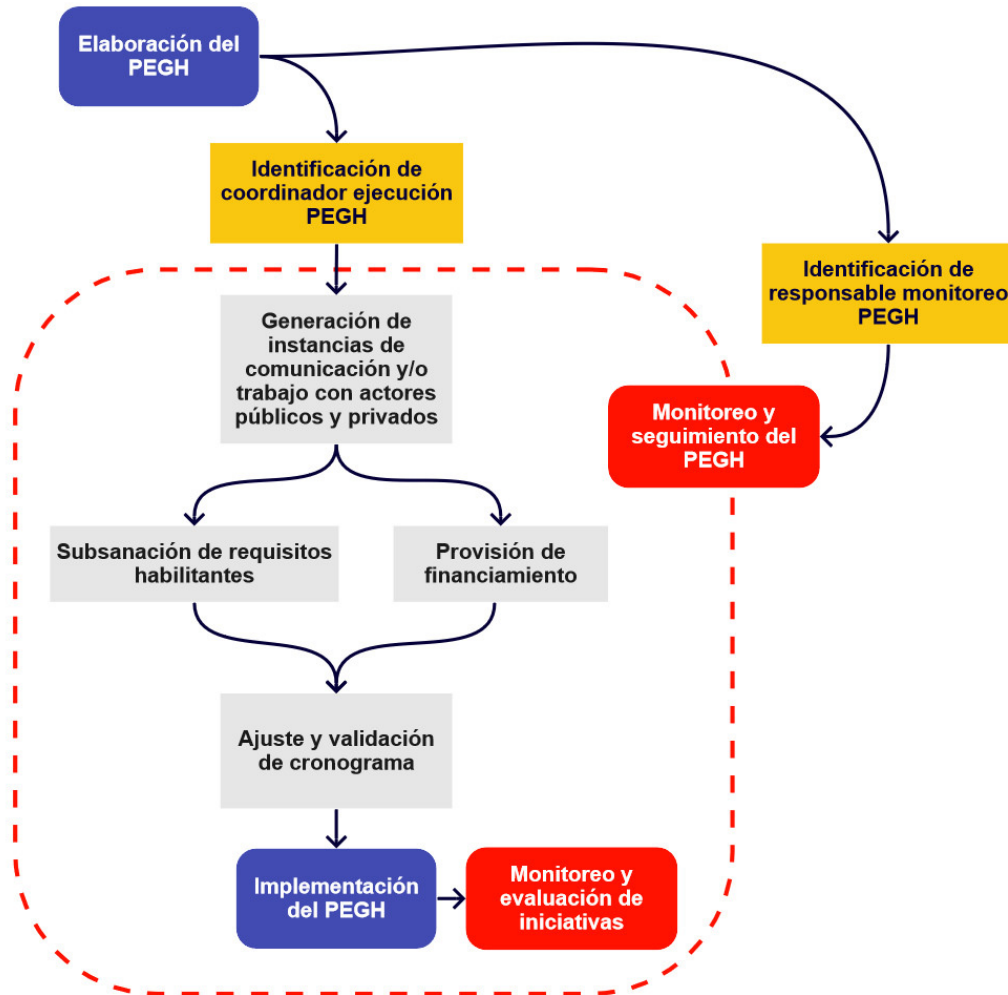 Elaboración del
PEGH
Identificación de
coordinador ejecución
PEGH
Identificación de
responsable monitoreo
PEGH
Generación de
instancias de
comunicación y/o
trabajo con actores
públicos y privados
Monitoreo y
seguimiento del
PEGH
Subsanación de requisitos
habilitantes
Provisión de
financiamiento
Ajuste y validación
de cronograma
Implementación
del PEGH
Monitoreo y
evaluación de
iniciativas